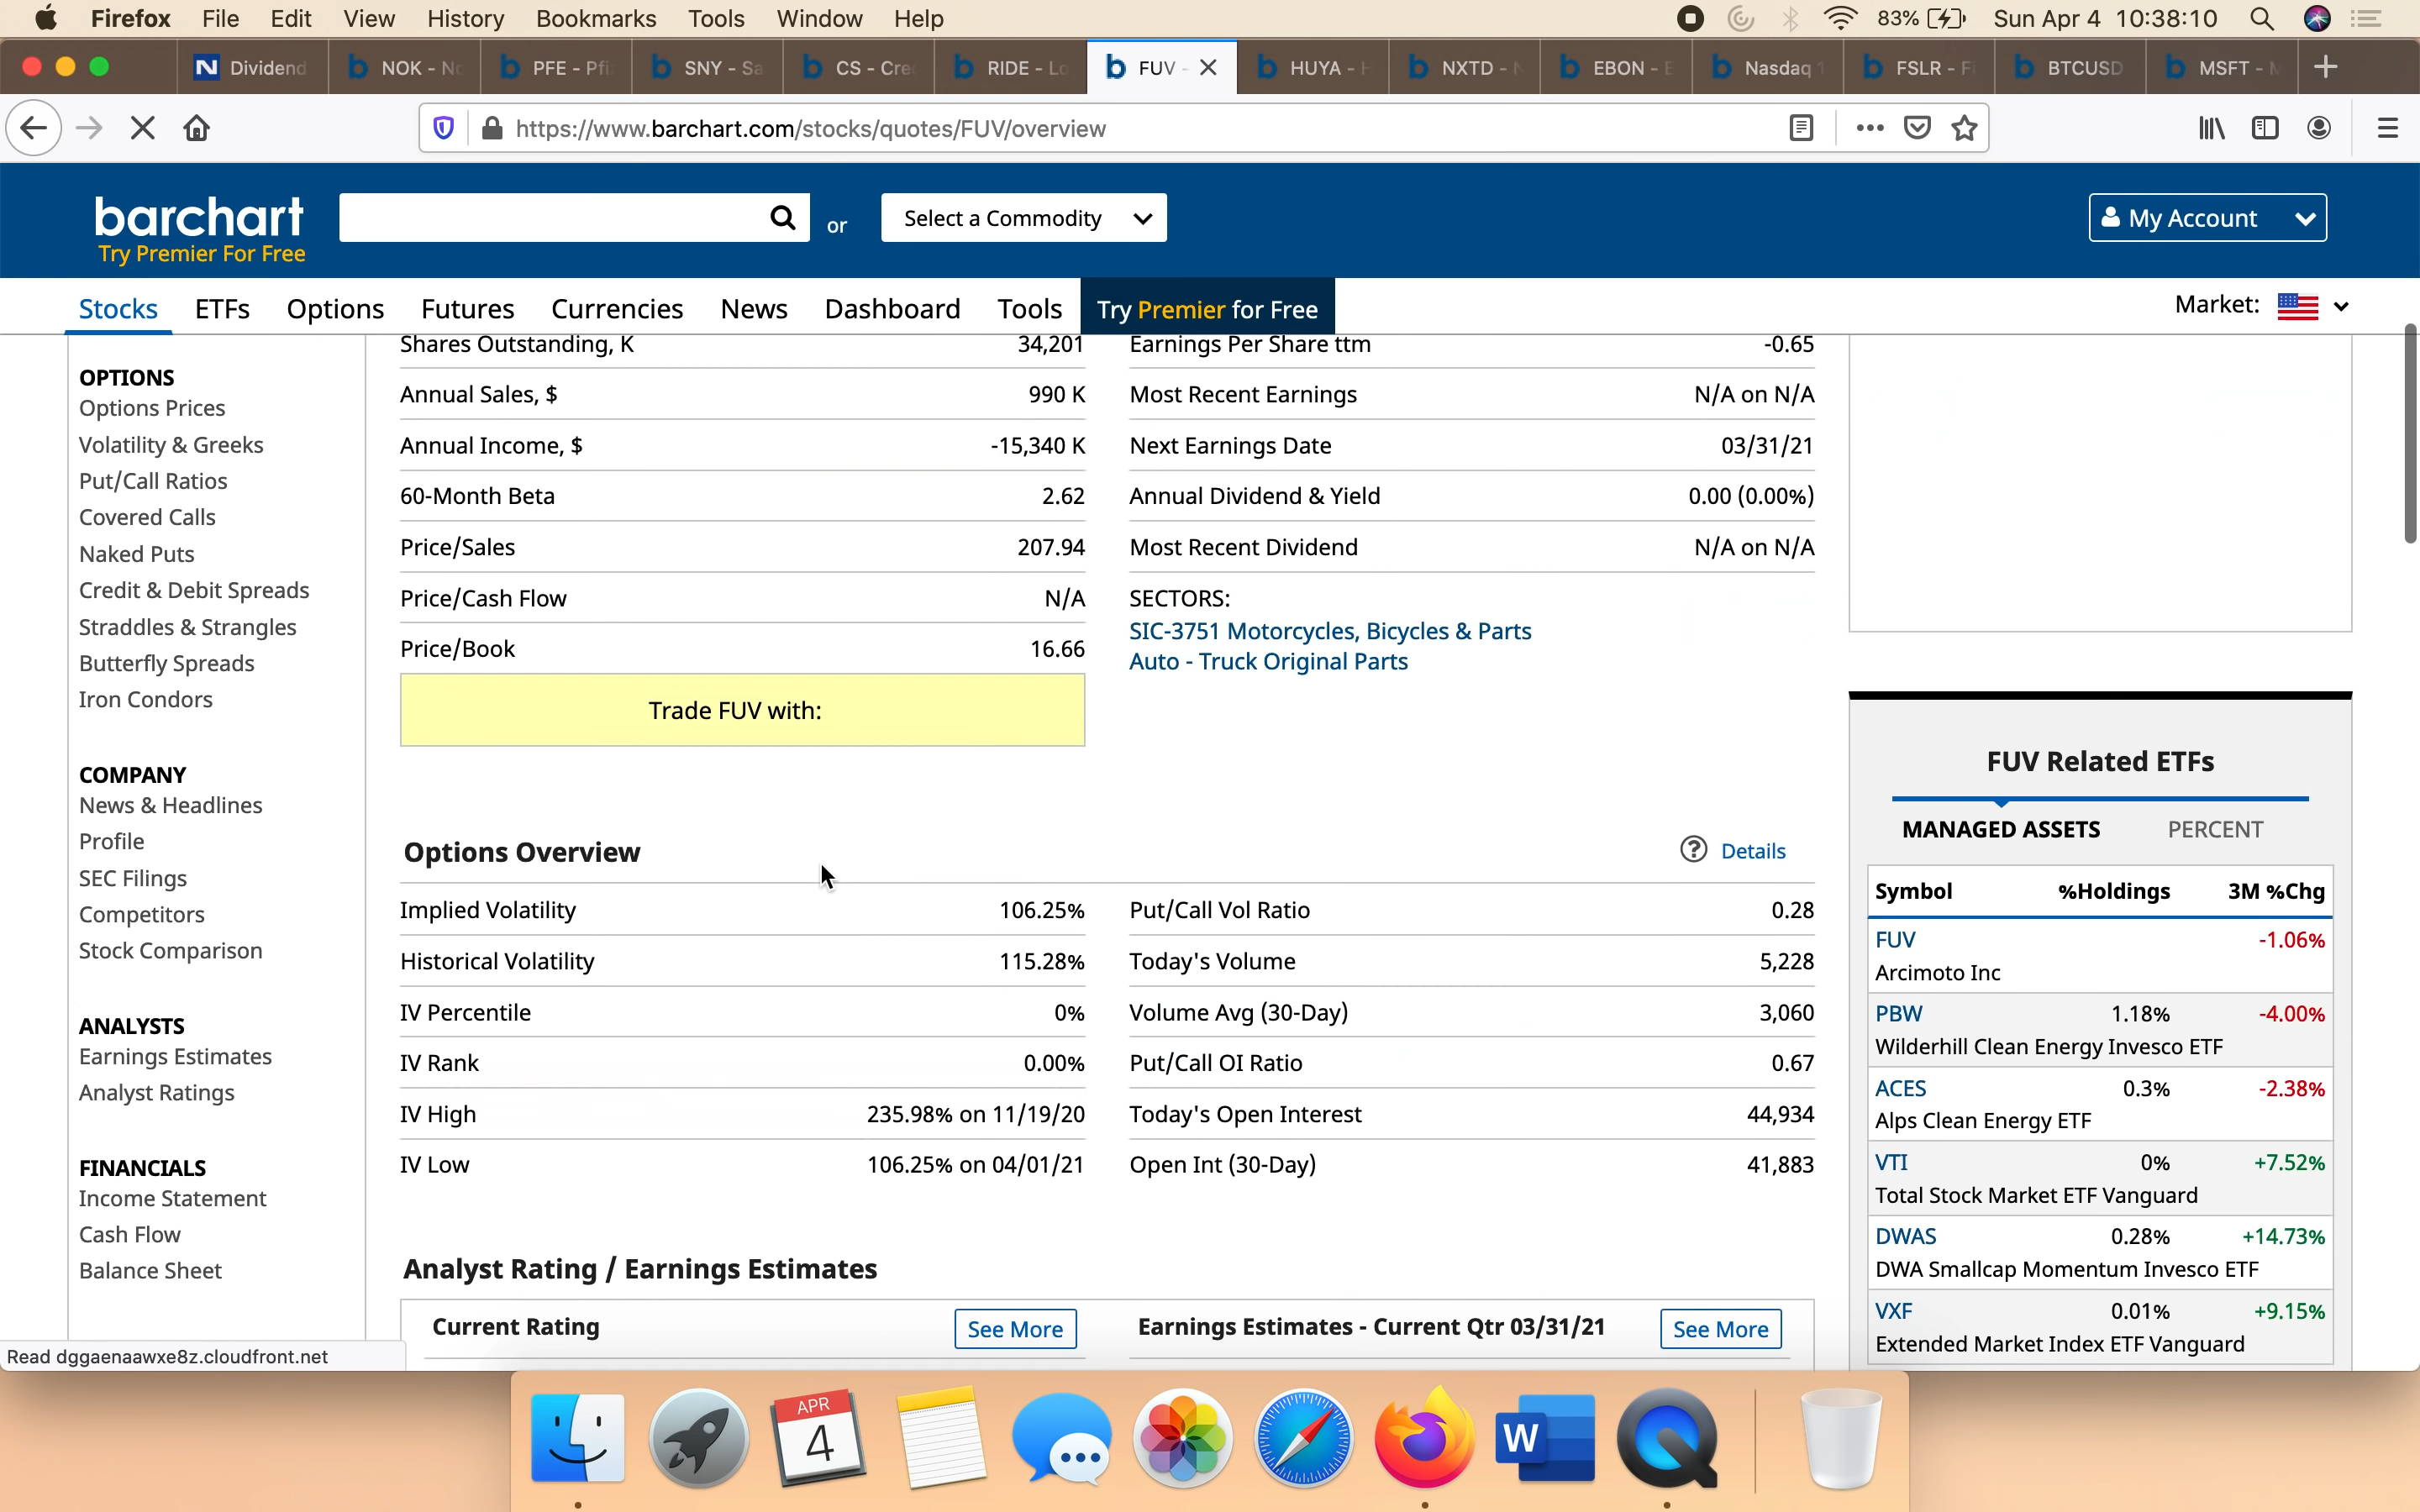 Firefox File Edit View History Bookmarks Tools Window Help 83% Sun Apr 4 10:38:10
N Dividend NOK - PFE - Pfi SNY - Sa CS - Cre RIDE - Lo FUV - HUYA - NXTD - EBON - Nasdaq FSLR - F BTCUSD MSFT -
https://www.barchart.com/stocks/quotes/FUV/overview
barchart
Try Premier For Free
or
Select a Commodity
My Account
Stocks ETFs Options Futures Currencies News Dashboard Tools Try Premier for Free Market:
OPTIONS
Options Prices
Volatility & Greeks
Put/Call Ratios
Covered Calls
Naked Puts
Credit & Debit Spreads
Straddles & Strangles
Butterfly Spreads
Iron Condors
COMPANY
News & Headlines
Profile
SEC Filings
Competitors
Stock Comparison
ANALYSTS
Earnings Estimates
Analyst Ratings
FINANCIALS
Income Statement
Cash Flow
Balance Sheet
Shares Outstanding, K 34,201
Annual Sales, $ 990 K
Annual Income, $ -15,340 K
60-Month Beta 2.62
Price/Sales 207.94
Price/Cash Flow N/A
Price/Book 16.66
Trade FUV with:
Earnings Per Share ttm -0.65
Most Recent Earnings N/A on N/A
Next Earnings Date 03/31/21
Annual Dividend & Yield 0.00 (0.00%)
Most Recent Dividend N/A on N/A
SECTORS:
SIC-3751 Motorcycles, Bicycles & Parts
Auto - Truck Original Parts
Options Overview
? Details
Implied Volatility 106.25%
Historical Volatility 115.28%
IV Percentile 0%
IV Rank 0.00%
IV High 235.98% on 11/19/20
IV Low 106.25% on 04/01/21
Put/Call Vol Ratio 0.28
Today's Volume 5,228
Volume Avg (30-Day) 3,060
Put/Call OI Ratio 0.67
Today's Open Interest 44,934
Open Int (30-Day) 41,883
Analyst Rating / Earnings Estimates
Current Rating See More
Earnings Estimates - Current Qtr 03/31/21 See More
FUV Related ETFs
MANAGED ASSETS PERCENT
Symbol %Holdings 3M %Chg
FUV -1.06%
Arcimoto Inc
PBW 1.18% -4.00%
Wilderhill Clean Energy Invesco ETF
ACES 0.3% -2.38%
Alps Clean Energy ETF
VTI 0% +7.52%
Total Stock Market ETF Vanguard
DWAS 0.28% +14.73%
DWA Smallcap Momentum Invesco ETF
VXF 0.01% +9.15%
Extended Market Index ETF Vanguard
Read dggaenaawxe8z.cloudfront.net
APR
4
W